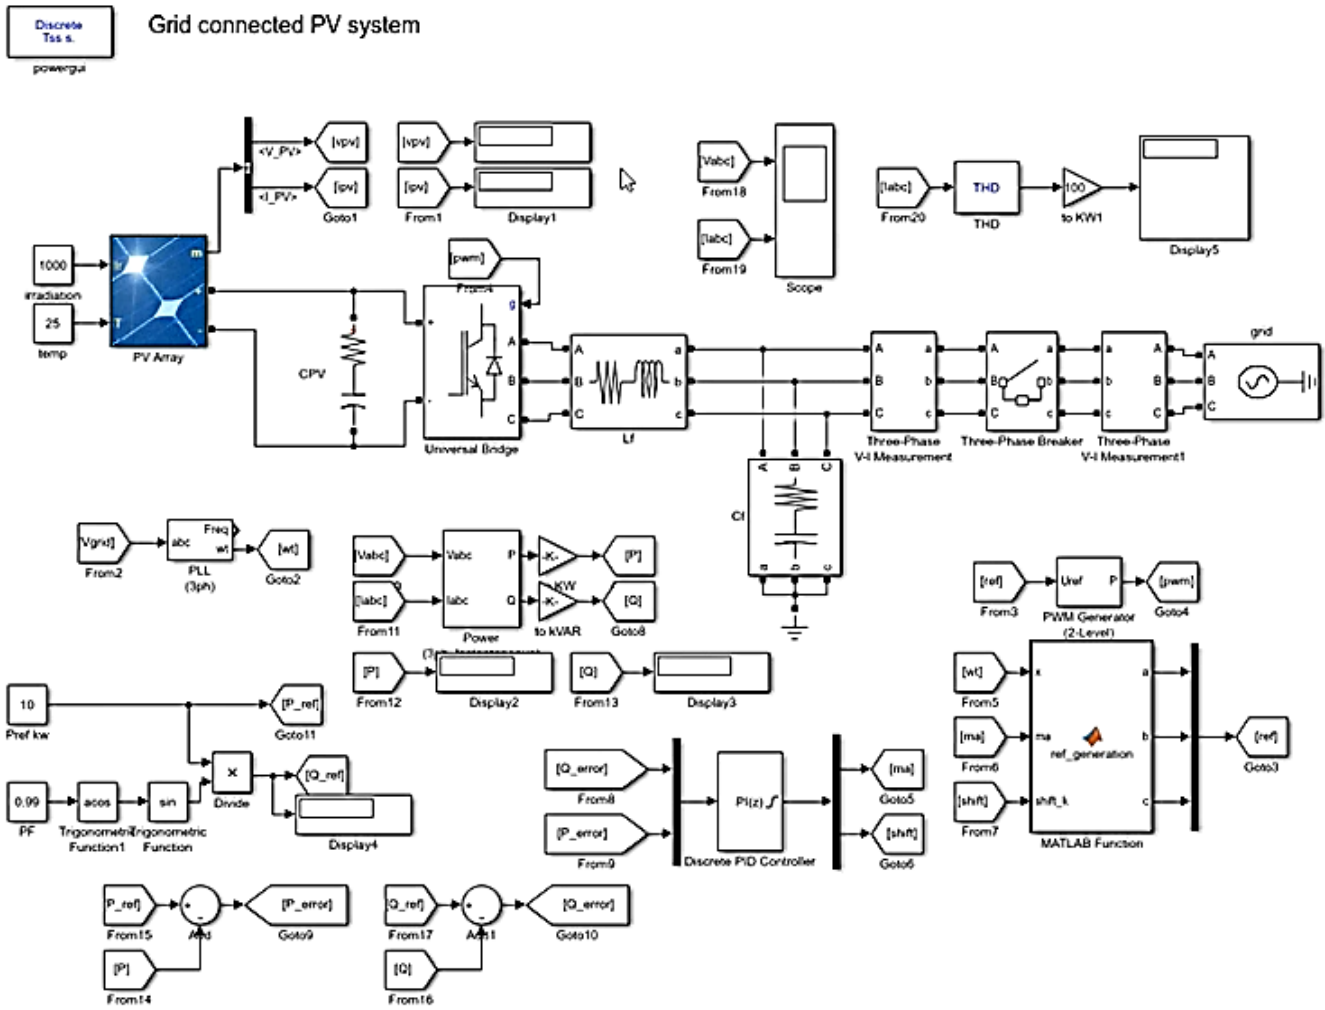 Discrete
Tss s.
powergui
Grid connected PV system
<V_PV>
[vpv]
[vpv]
<I_PV>
[ipv]
Goto1
[ipv]
From1
Display1
[Vabc]
From18
[Iabc]
From19
Scope
[Iabc]
From20
THD
THD
100
to KW1
Display5
1000
irradiation
25
temp
Ir
T
m
+
-
PV Array
[pwm]
From4
CPV
g
+
-
A
B
C
Universal Bridge
A
B
C
a
b
c
Lf
A
B
C
a
b
c
Three-Phase
V-I Measurement
A
B
C
a
b
c
Three-Phase Breaker
a
b
c
A
B
C
Three-Phase
V-I Measurement1
grid
A
B
C
A
B
C
Cf
a
b
c
[Vgrid]
From2
abc
Freq
wt
PLL
(3ph)
[wt]
Goto2
[Vabc]
[Iabc]
From11
Vabc
Iabc
P
Q
Power
-K-
KW
-K-
to kVAR
[P]
[Q]
Goto8
[P]
From12
Display2
[Q]
From13
Display3
[ref]
From3
Uref
P
PWM Generator
(2-Level)
[pwm]
Goto4
[wt]
From5
[ma]
From6
[shift]
From7
x
ma
shift_k
ref_generation
a
b
c
MATLAB Function
[ref]
Goto3
10
Pref kw
[P_ref]
Goto11
0.99
PF
acos
Trigonometric
Function1
sin
Trigonometric
Function
×
Divide
[Q_ref]
Display4
[Q_error]
From8
[P_error]
From9
PI(z)
Discrete PID Controller
[ma]
Goto5
[shift]
Goto6
[P_ref]
From15
+
-
Add
[P_error]
Goto9
[P]
From14
[Q_ref]
From17
+
-
Add1
[Q_error]
Goto10
[Q]
From16